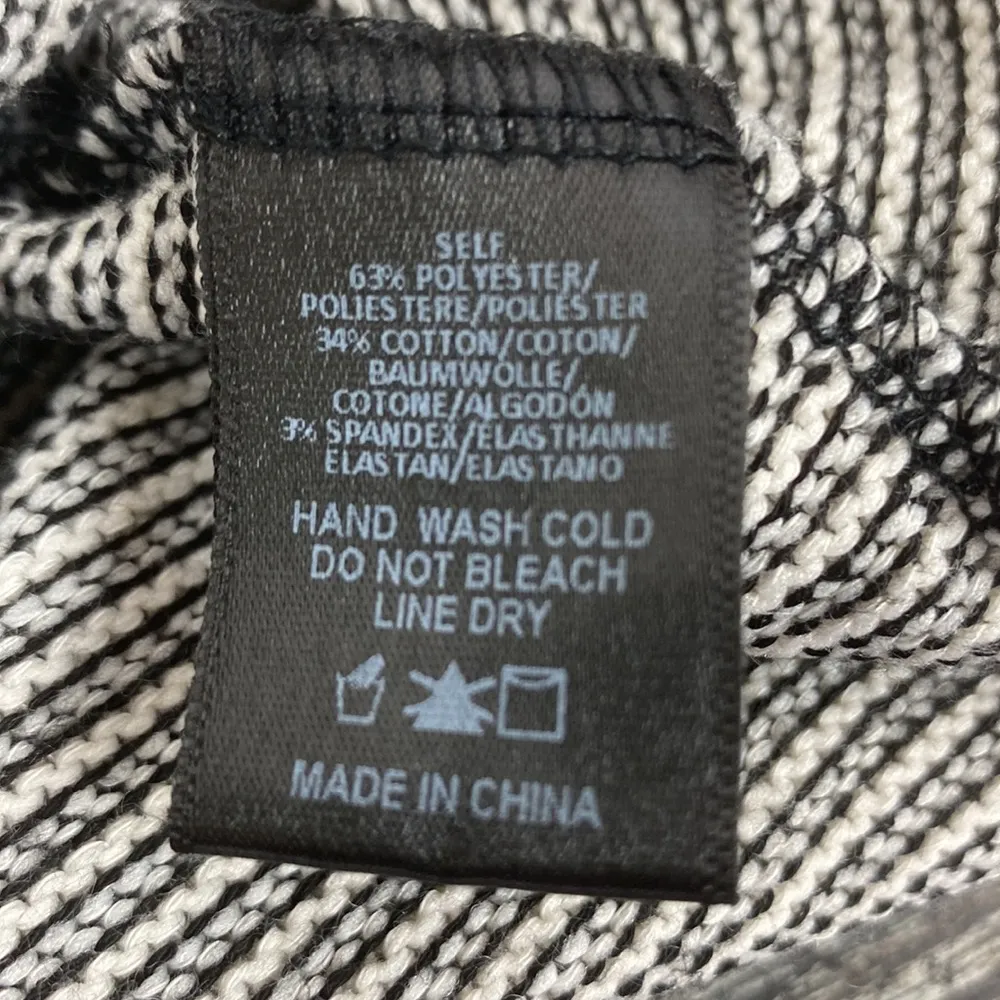 SELF
63% POLYESTER/
POLIESTERE/POLIÉSTER
34% COTTON/COTON/
BAUMWOLLE/
COTONE/ALGODÓN
3% SPANDEX/ELASTHANNE
ELASTAN/ELASTANO
HAND WASH COLD
DO NOT BLEACH
LINE DRY
MADE IN CHINA